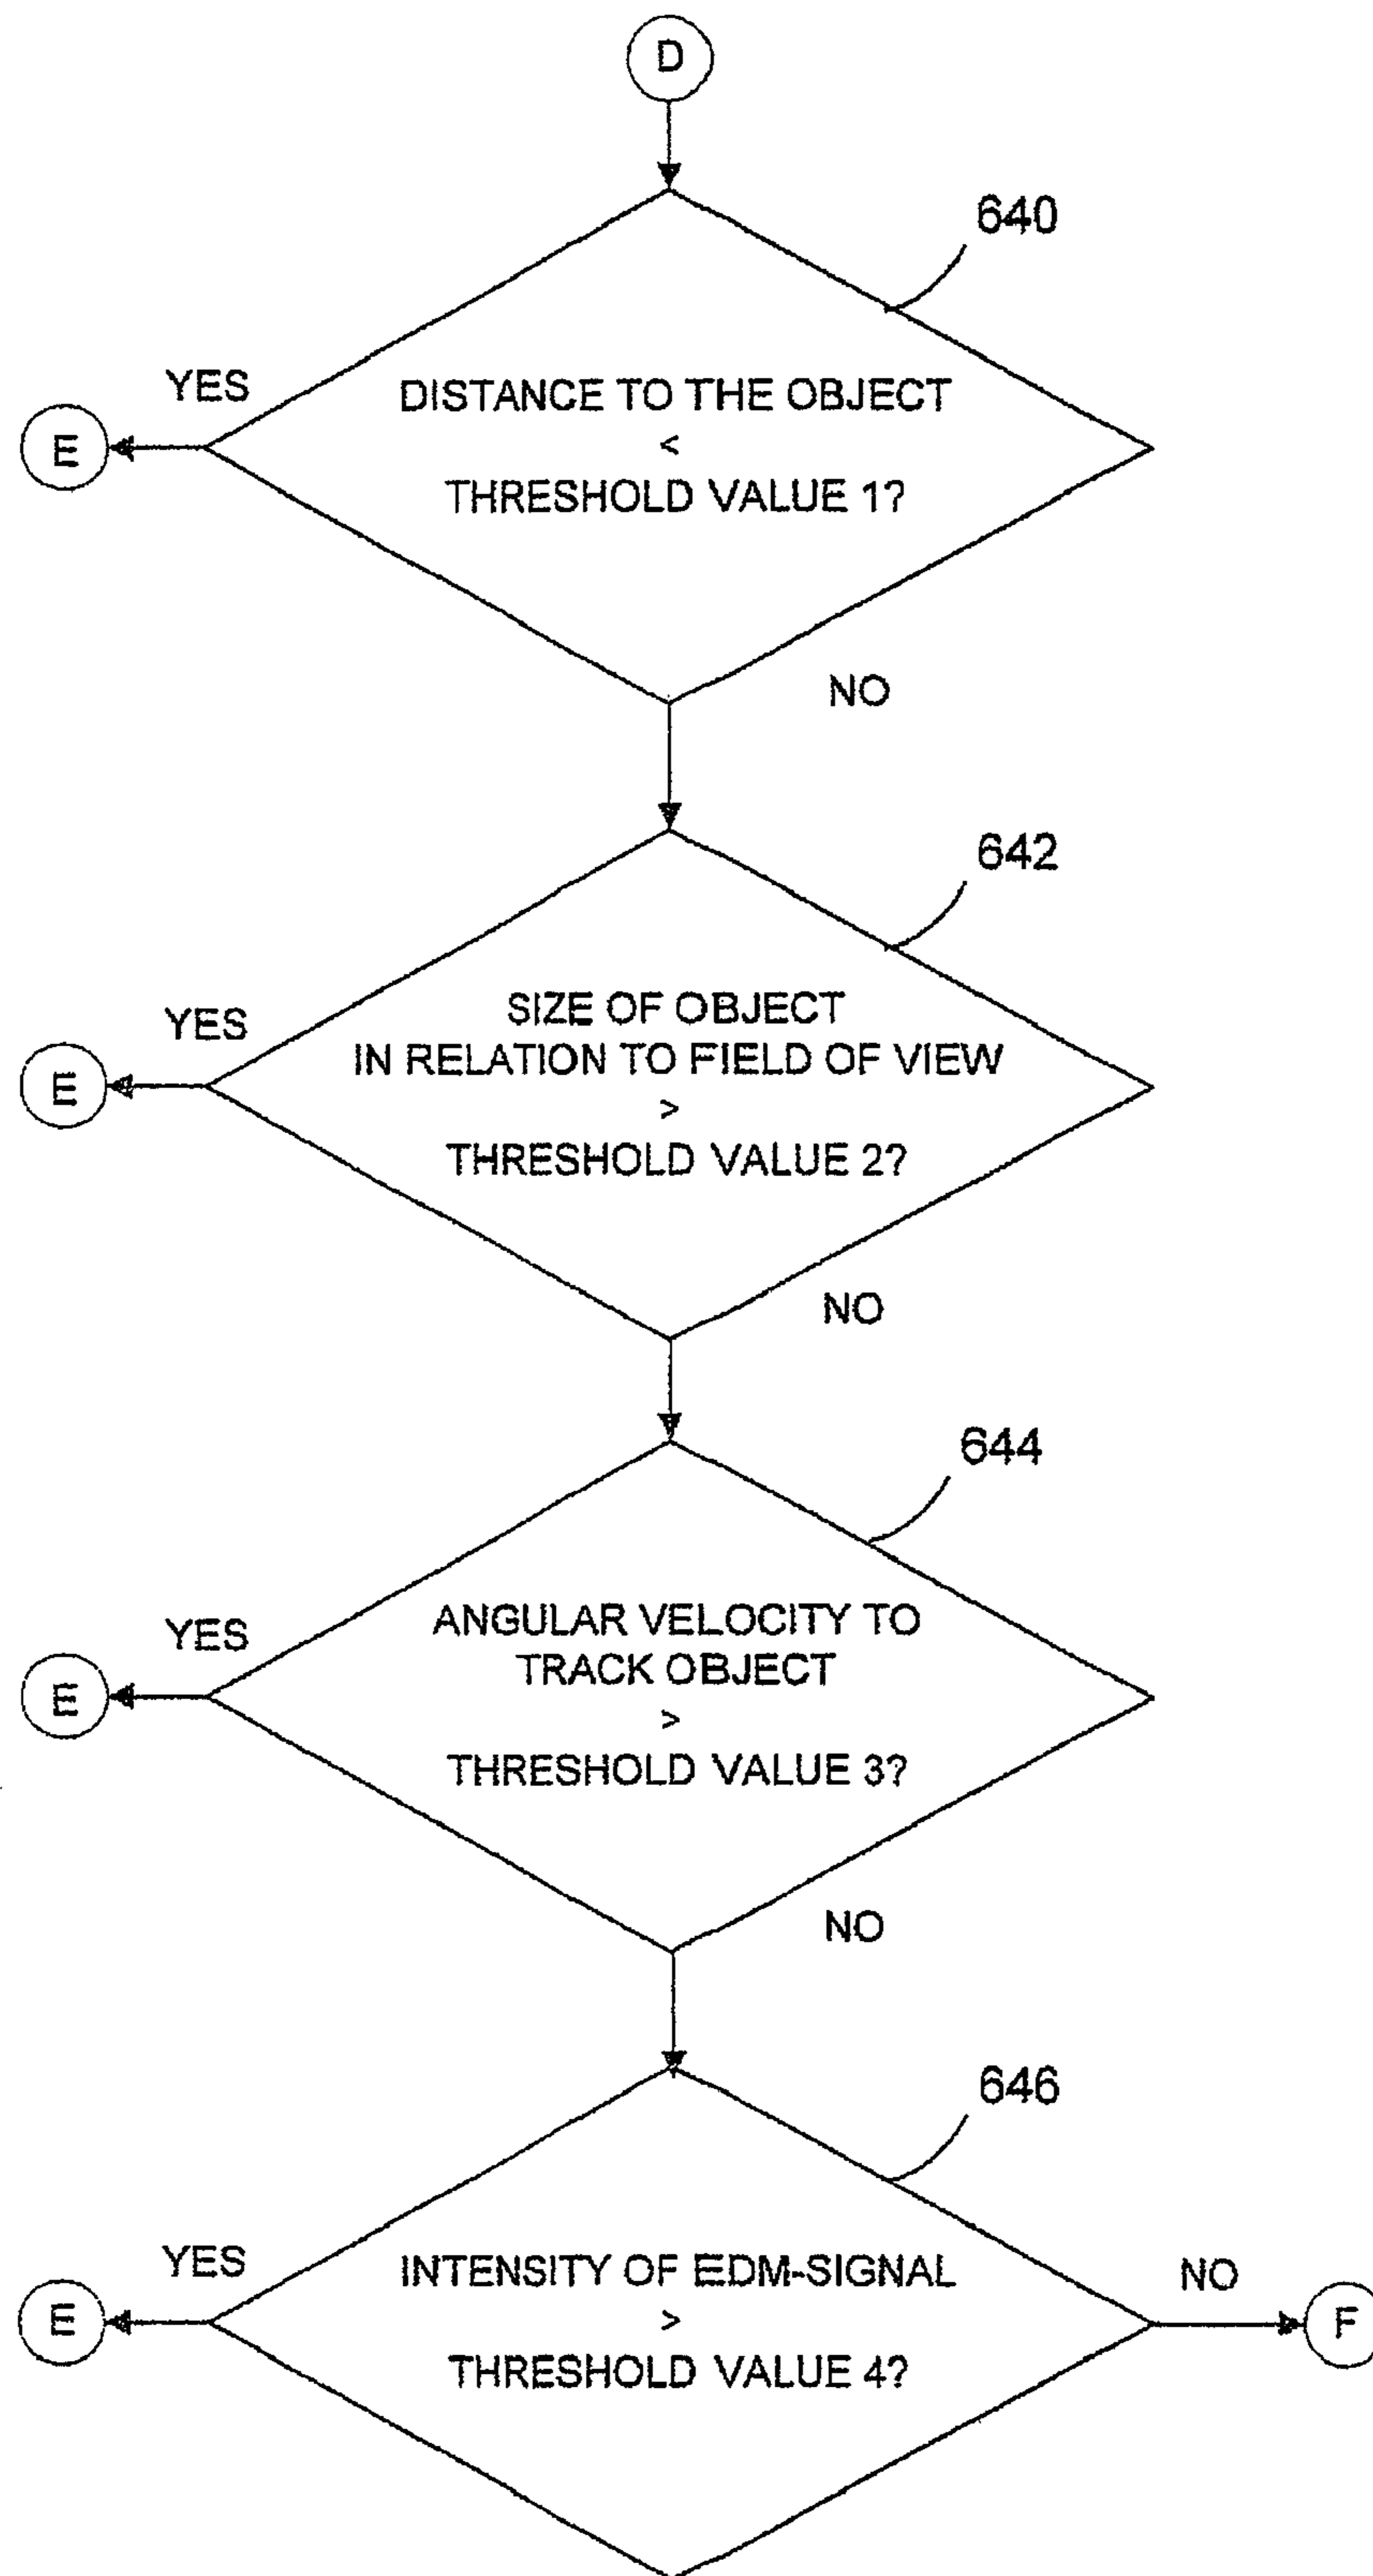 D
640
YES
DISTANCE TO THE OBJECT
<
THRESHOLD VALUE 1?
E
NO
642
YES
SIZE OF OBJECT
IN RELATION TO FIELD OF VIEW
>
THRESHOLD VALUE 2?
E
NO
644
YES
ANGULAR VELOCITY TO
TRACK OBJECT
>
THRESHOLD VALUE 3?
E
NO
646
YES
INTENSITY OF EDM-SIGNAL
>
THRESHOLD VALUE 4?
E
NO
F